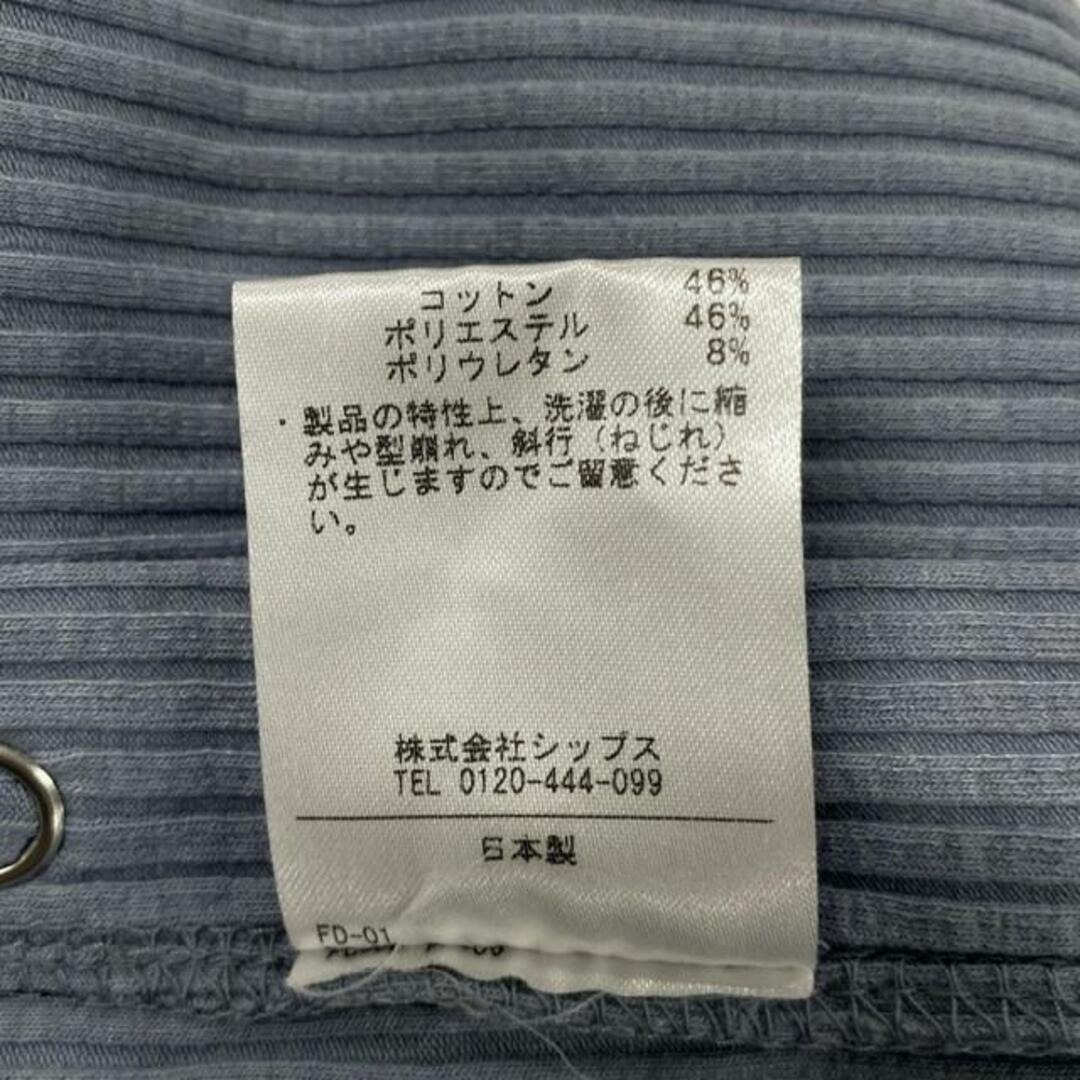 コットン 46%
ポリエステル 46%
ポリウレタン 8%
・製品の特性上、洗濯の後に縮
みや型崩れ、斜行（ねじれ）
が生じますのでご留意くださ
い。
株式会社シップス
TEL 0120-444-099
日本製
FD-01